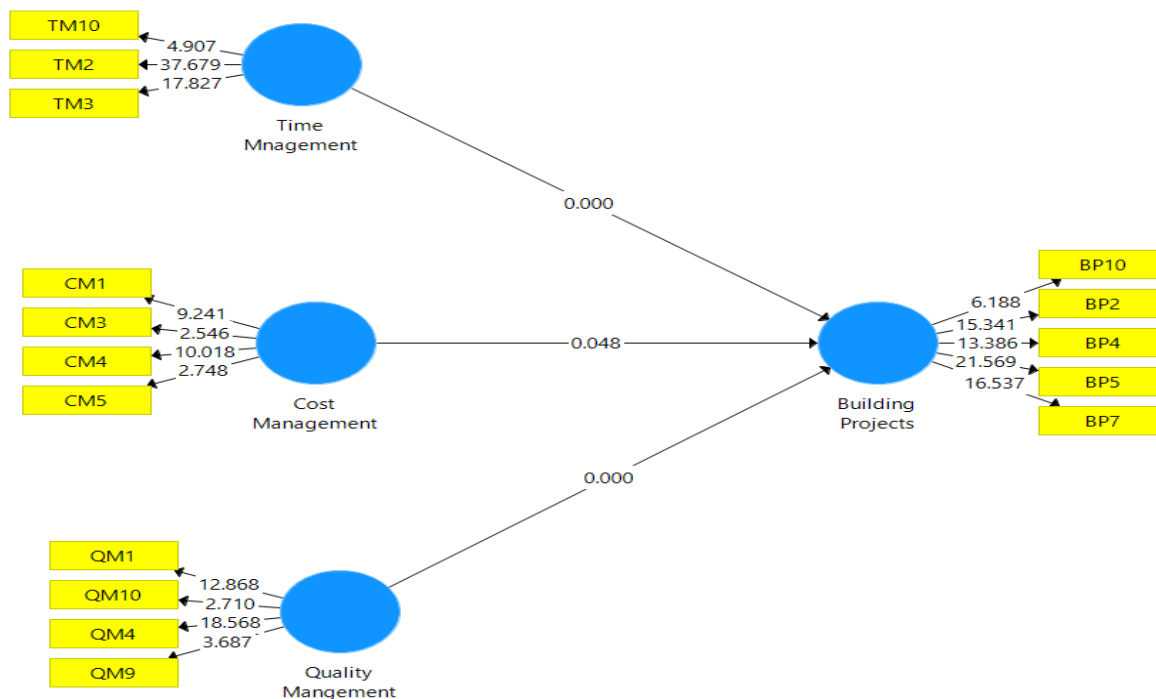 TM10
4.907
TM2
37.679
TM3
17.827
Time
Mnagement
0.000
CM1
9.241
CM3
2.546
CM4
10.018
CM5
2.748
Cost
Management
0.048
BP10
6.188
BP2
15.341
BP4
13.386
BP5
21.569
BP7
16.537
Building
Projects
0.000
QM1
12.868
QM10
2.710
QM4
18.568
QM9
3.687
Quality
Mangement